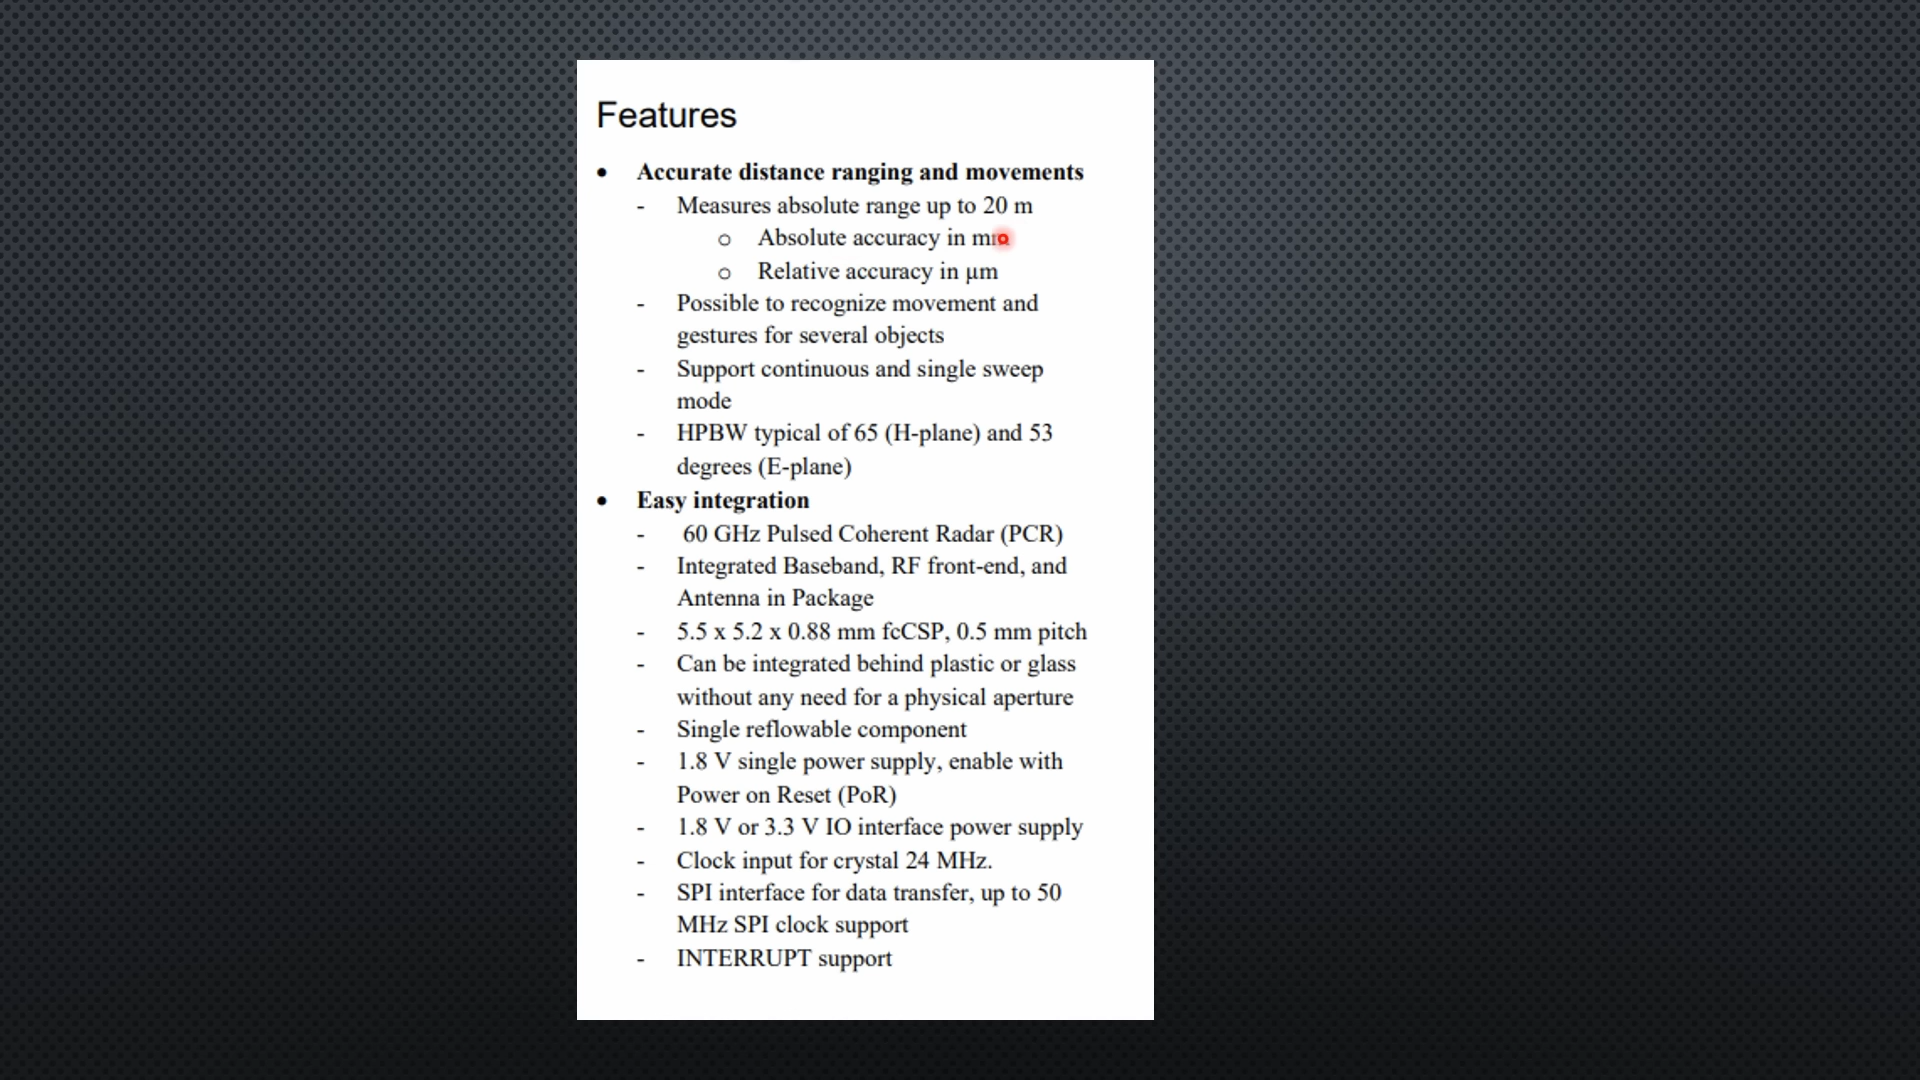 Features
• Accurate distance ranging and movements
- Measures absolute range up to 20 m
o Absolute accuracy in mm
o Relative accuracy in μm
- Possible to recognize movement and
gestures for several objects
- Support continuous and single sweep
mode
- HPBW typical of 65 (H-plane) and 53
degrees (E-plane)
• Easy integration
- 60 GHz Pulsed Coherent Radar (PCR)
- Integrated Baseband, RF front-end, and
Antenna in Package
- 5.5 x 5.2 x 0.88 mm fcCSP, 0.5 mm pitch
- Can be integrated behind plastic or glass
without any need for a physical aperture
- Single reflowable component
- 1.8 V single power supply, enable with
Power on Reset (PoR)
- 1.8 V or 3.3 V IO interface power supply
- Clock input for crystal 24 MHz.
- SPI interface for data transfer, up to 50
MHz SPI clock support
- INTERRUPT support